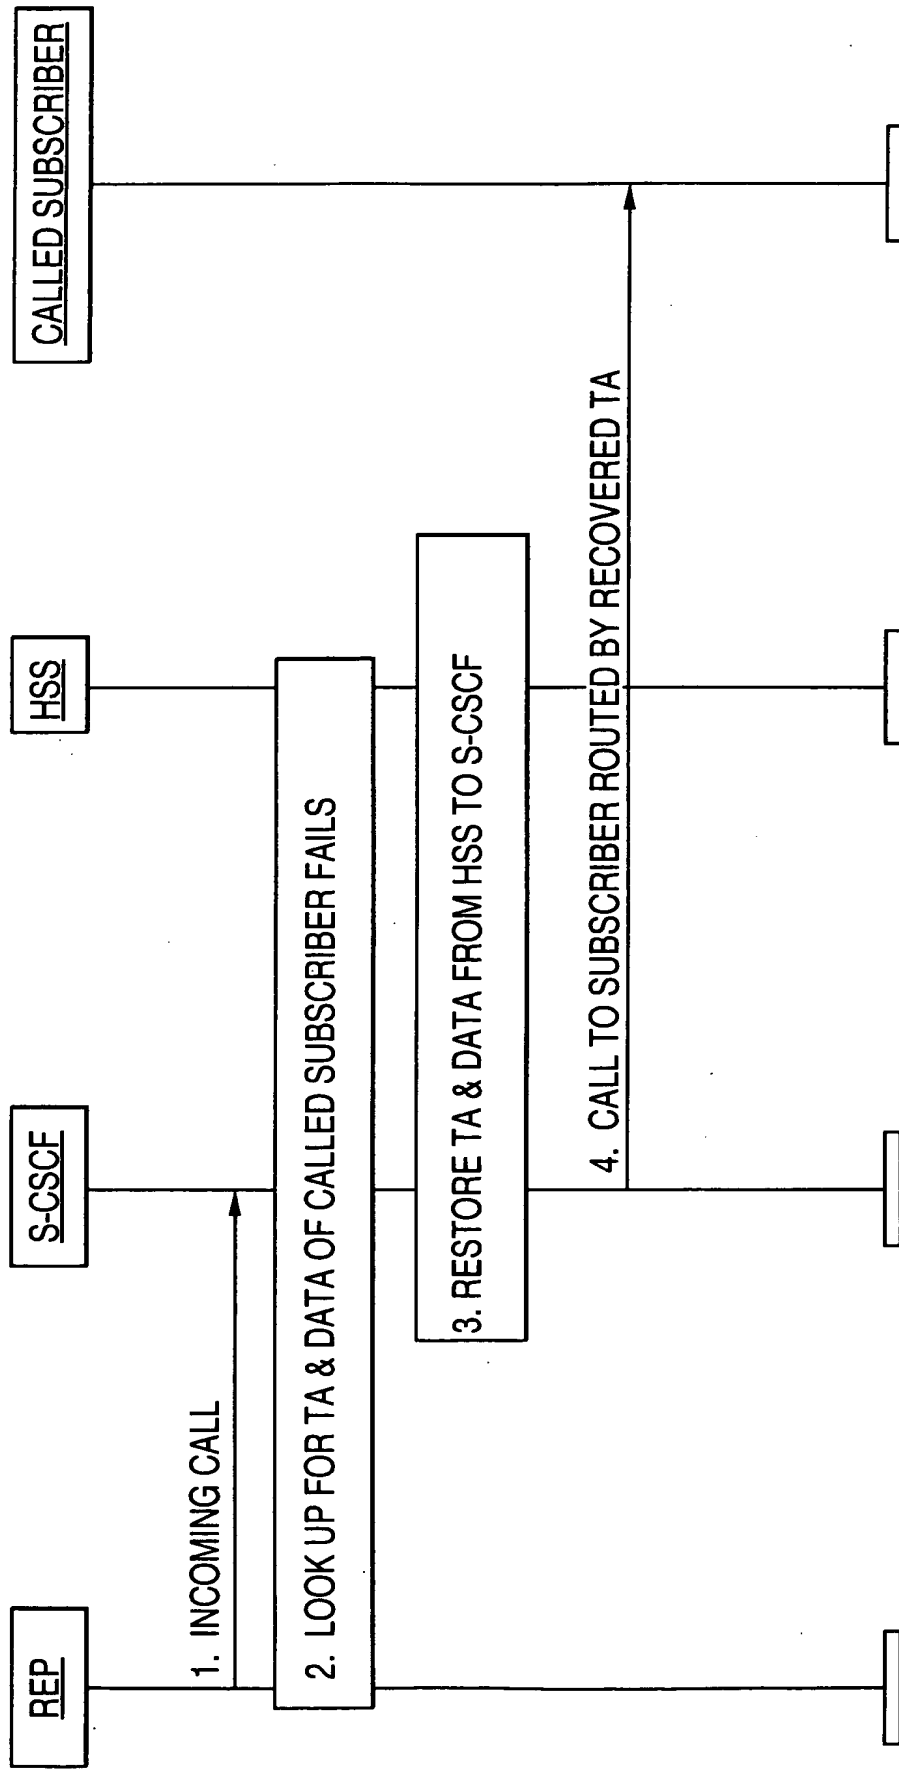 REP
S-CSCF
HSS
CALLED SUBSCRIBER
1. INCOMING CALL
2. LOOK UP FOR TA & DATA OF CALLED SUBSCRIBER FAILS
3. RESTORE TA & DATA FROM HSS TO S-CSCF
4. CALL TO SUBSCRIBER ROUTED BY RECOVERED TA